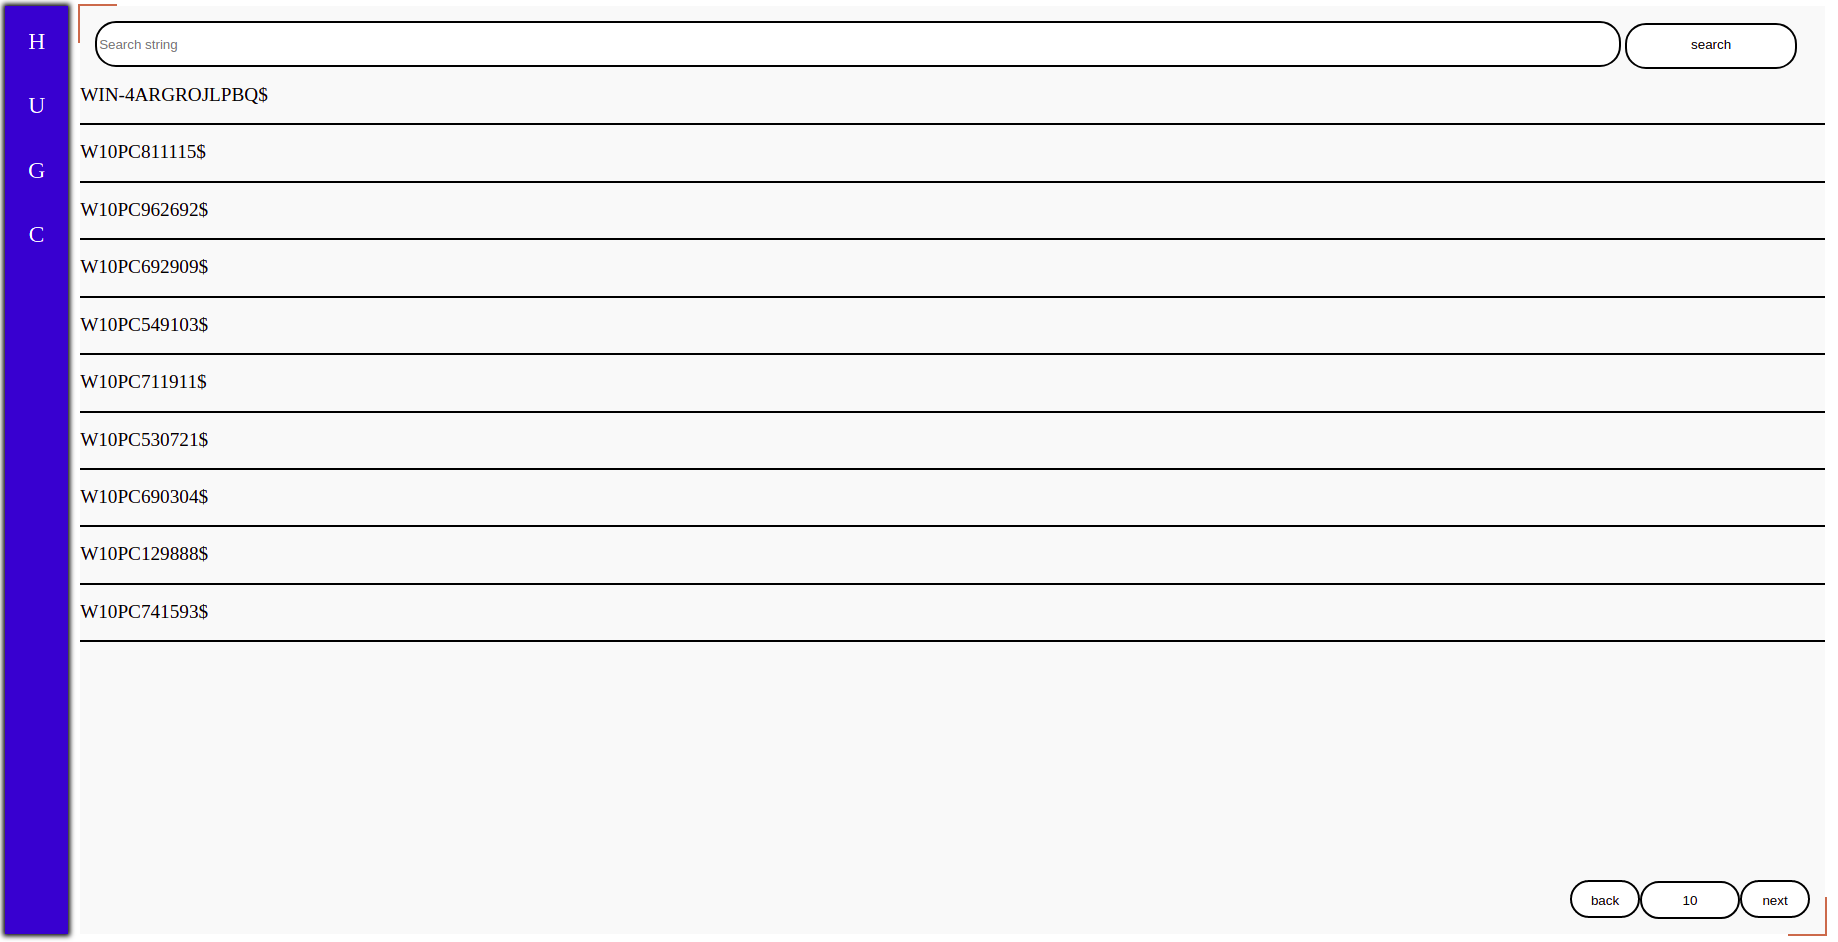 H
U
G
C
Search string
search
WIN-4ARGROJLPBQ$
W10PC811115$
W10PC962692$
W10PC692909$
W10PC549103$
W10PC711911$
W10PC530721$
W10PC690304$
W10PC129888$
W10PC741593$
back
10
next